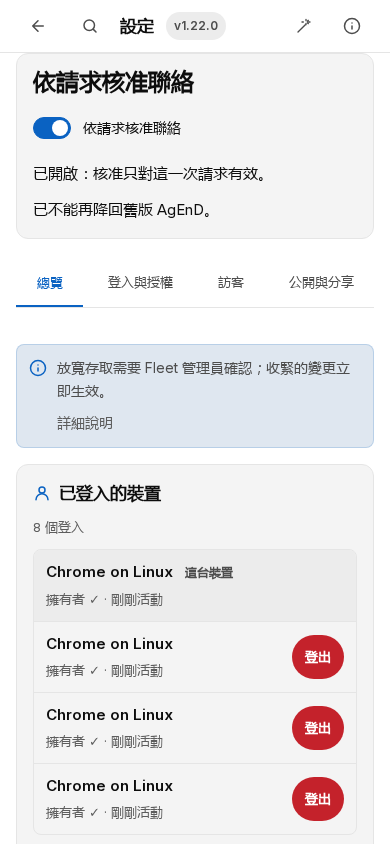 設定 v1.22.0
依請求核准聯絡
依請求核准聯絡
已開啟：核准只對這一次請求有效。
已不能再降回舊版 AgEnD。
總覽 登入與授權 訪客 公開與分享
放寬存取需要 Fleet 管理員確認；收緊的變更立
即生效。
詳細說明
已登入的裝置
8 個登入
Chrome on Linux 這台裝置
擁有者 ✓ · 剛剛活動
Chrome on Linux
擁有者 ✓ · 剛剛活動
登出
Chrome on Linux
擁有者 ✓ · 剛剛活動
登出
Chrome on Linux
擁有者 ✓ · 剛剛活動
登出